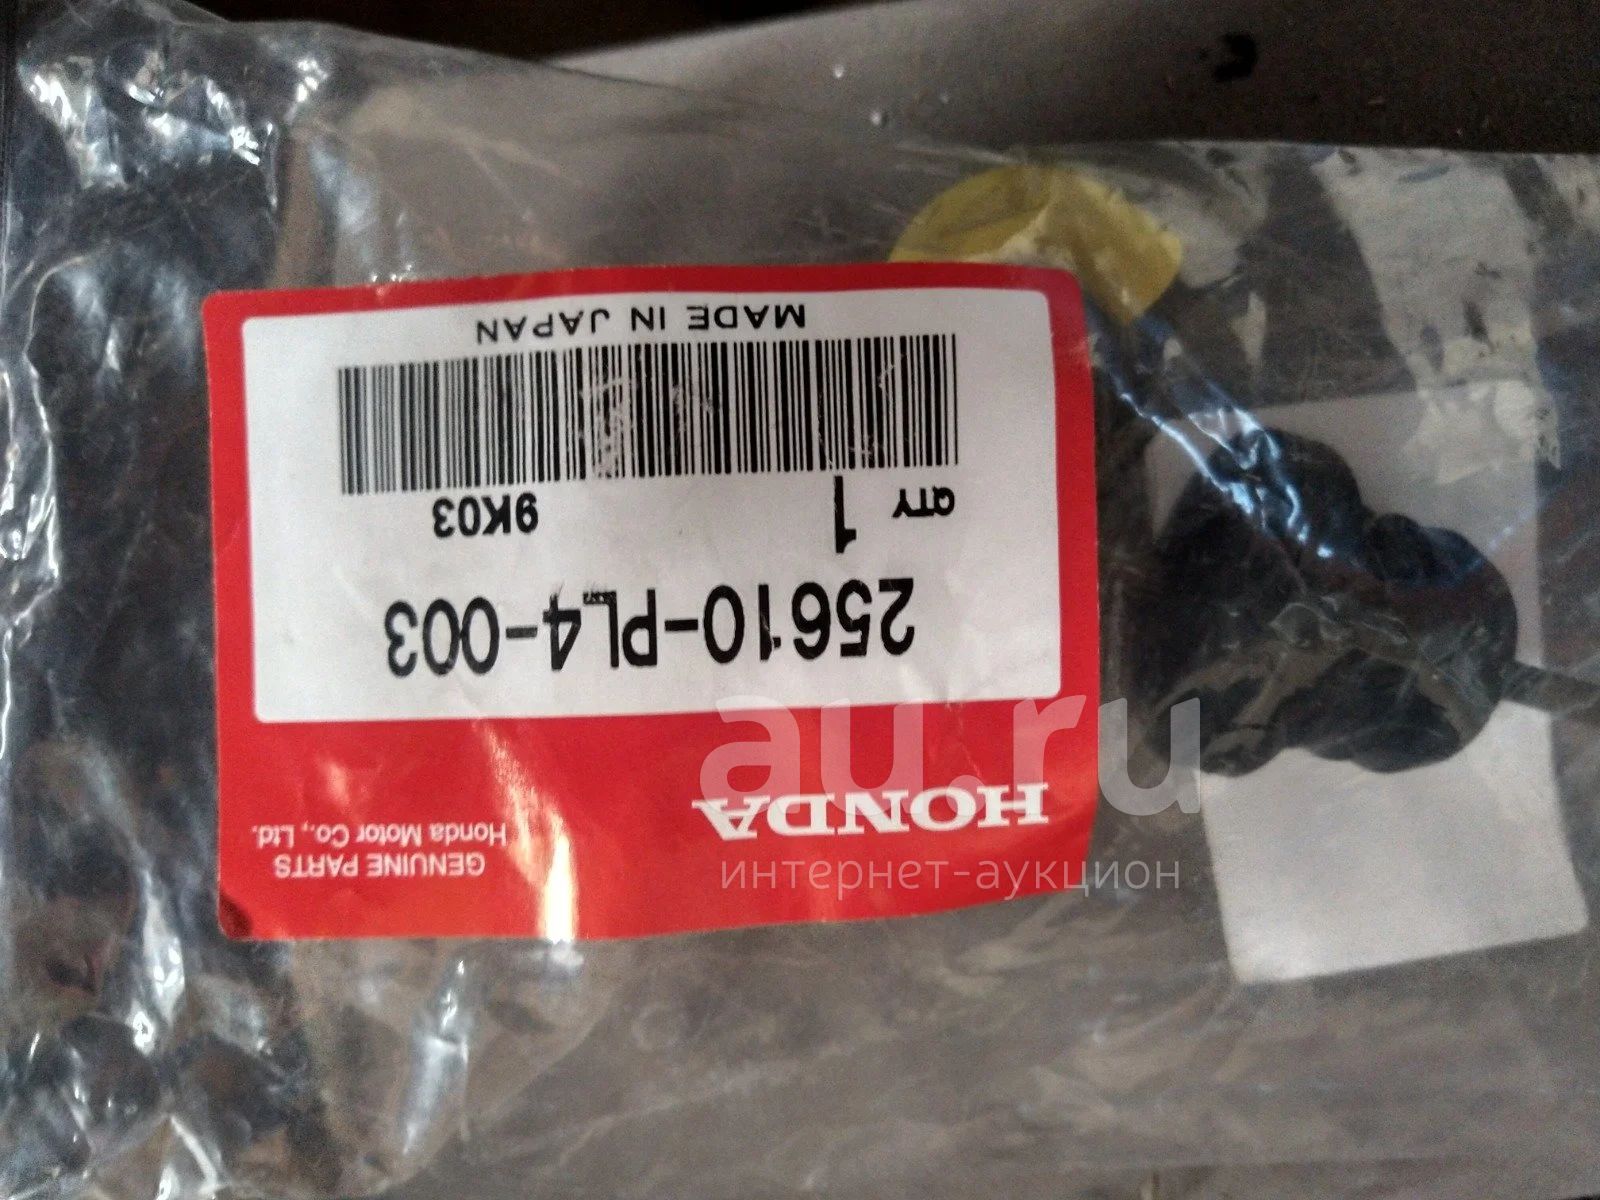 GENUINE PARTS
Honda Motor Co., Ltd.
HONDA
25610-PL4-003
QTY 1 9K03
MADE IN JAPAN
au.ru
интернет-аукцион